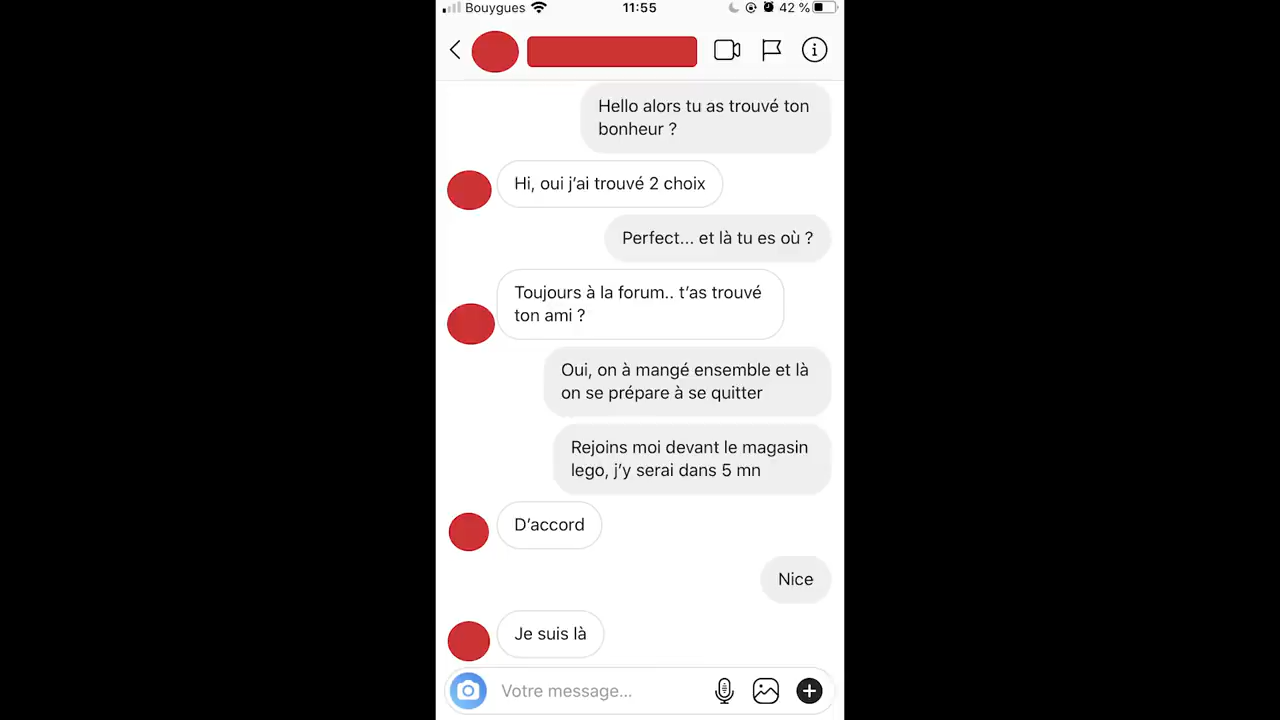 Bouygues 11:55 42 %
Hello alors tu as trouvé ton
bonheur ?
Hi, oui j'ai trouvé 2 choix
Perfect... et là tu es où ?
Toujours à la forum.. t'as trouvé
ton ami ?
Oui, on à mangé ensemble et là
on se prépare à se quitter
Rejoins moi devant le magasin
lego, j'y serai dans 5 mn
D'accord
Nice
Je suis là
Votre message...